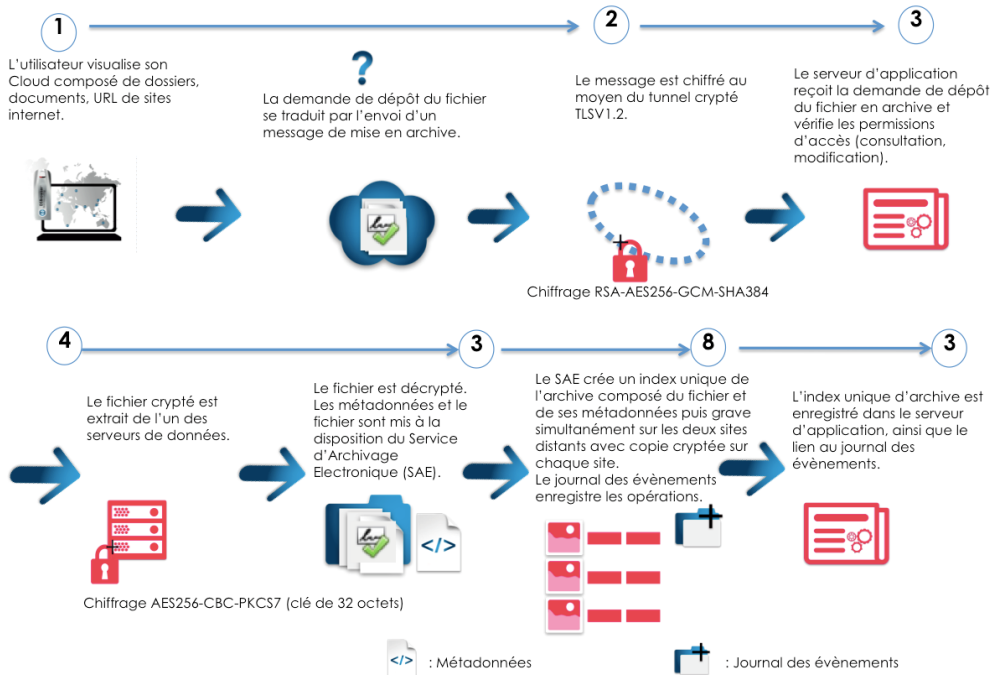 1
2
3
L'utilisateur visualise son
Cloud composé de dossiers,
documents, URL de sites
internet.
?
La demande de dépôt du fichier
se traduit par l'envoi d'un
message de mise en archive.
Le message est chiffré au
moyen du tunnel crypté
TLSV1.2.
Le serveur d'application
reçoit la demande de dépôt
du fichier en archive et
vérifie les permissions
d'accès (consultation,
modification).
Chiffrage RSA-AES256-GCM-SHA384
4
3
8
3
Le fichier crypté est
extrait de l'un des
serveurs de données.
Le fichier est décrypté.
Les métadonnées et le
fichier sont mis à la
disposition du Service
d'Archivage
Electronique (SAE).
Le SAE crée un index unique de
l'archive composé du fichier et
de ses métadonnées puis grave
simultanément sur les deux sites
distants avec copie cryptée sur
chaque site.
Le journal des évènements
enregistre les opérations.
L'index unique d'archive est
enregistré dans le serveur
d'application, ainsi que le
lien au journal des
évènements.
</>
Chiffrage AES256-CBC-PKCS7 (clé de 32 octets)
</> : Métadonnées
: Journal des évènements